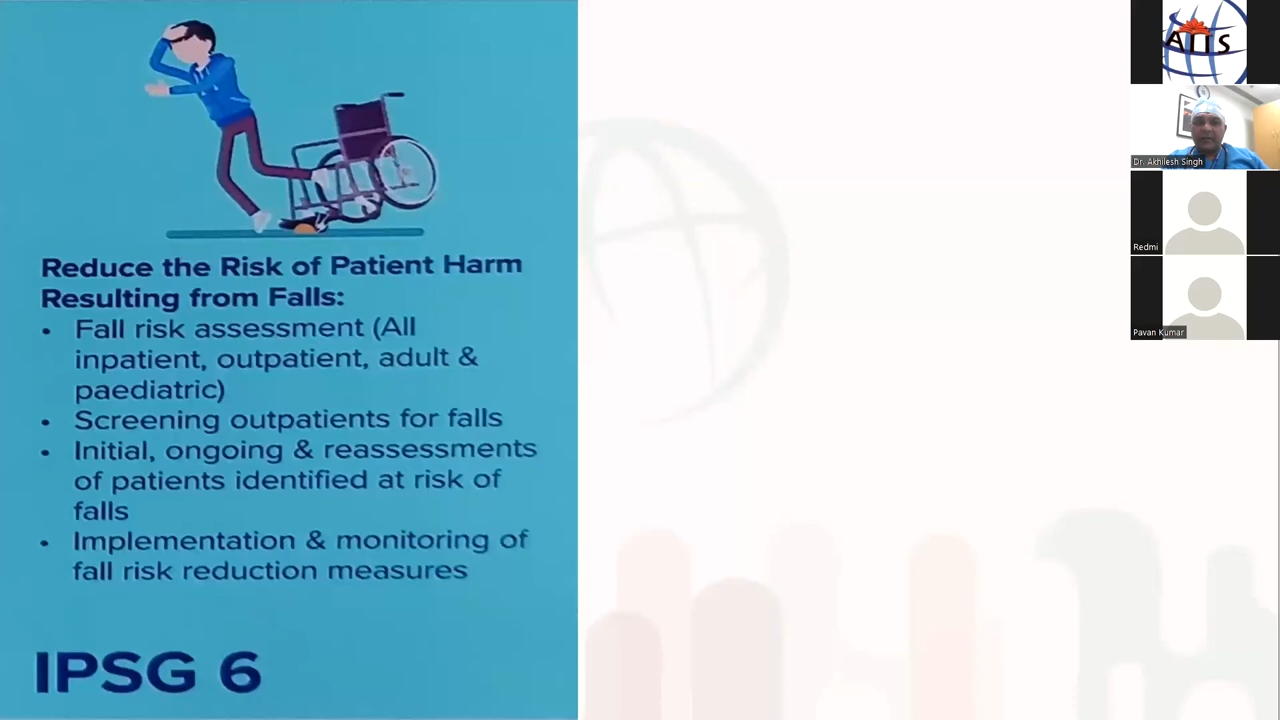 Reduce the Risk of Patient Harm
Resulting from Falls:
• Fall risk assessment (All
inpatient, outpatient, adult &
paediatric)
• Screening outpatients for falls
• Initial, ongoing & reassessments
of patients identified at risk of
falls
• Implementation & monitoring of
fall risk reduction measures
IPSG 6
AIIS
Dr. Akhilesh Singh
Redmi
Pavan Kumar